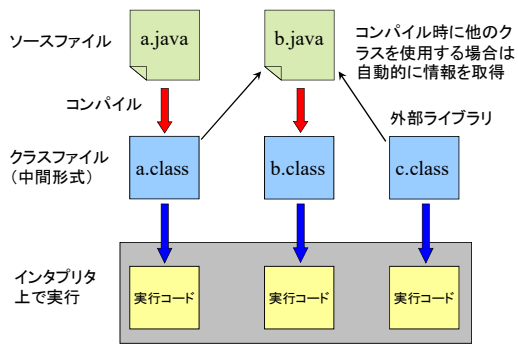 ソースファイル
a.java
b.java
コンパイル時に他のク
ラスを使用する場合は
自動的に情報を取得
コンパイル
外部ライブラリ
クラスファイル
（中間形式）
a.class
b.class
c.class
インタプリタ
上で実行
実行コード
実行コード
実行コード